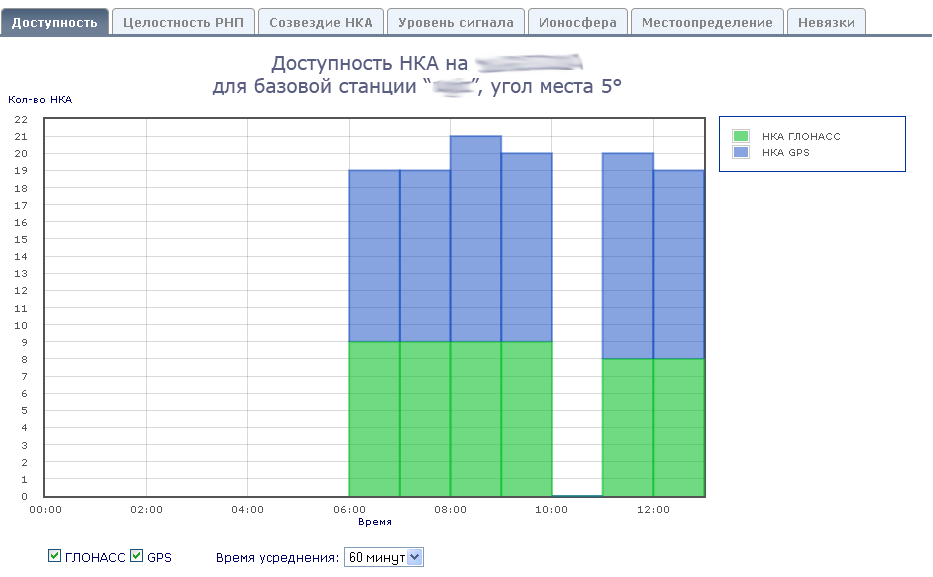 Доступность Целостность РНП Созвездие НКА Уровень сигнала Ионосфера Местоопределение Невязки
Доступность НКА на
для базовой станции “ ”, угол места 5°
Кол-во НКА
22
21
20
19
18
17
16
15
14
13
12
11
10
9
8
7
6
5
4
3
2
1
0
00:00 02:00 04:00 06:00 08:00 10:00 12:00
Время
НКА ГЛОНАСС
НКА GPS
ГЛОНАСС GPS Время усреднения: 60 минут